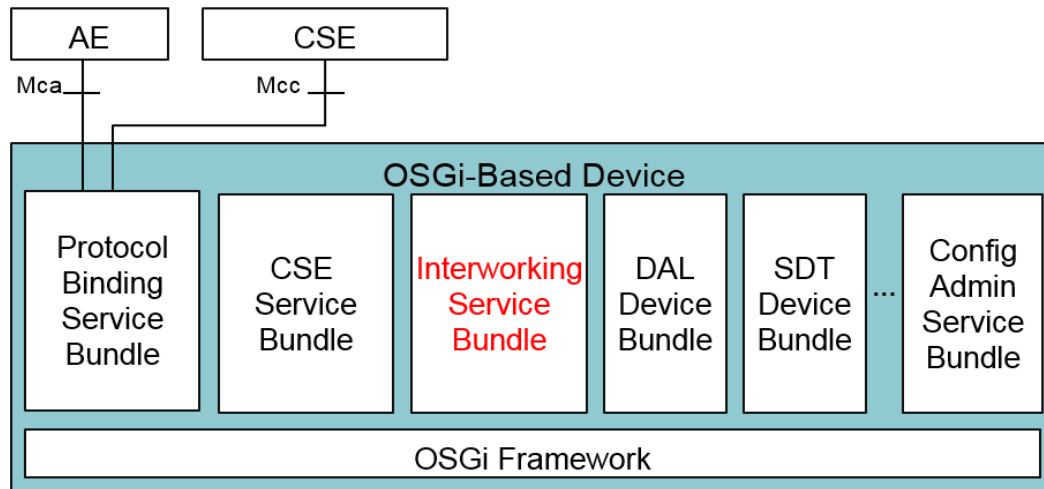 AE
CSE
Mca
Mcc
OSGi-Based Device
Protocol
Binding
Service
Bundle
CSE
Service
Bundle
Interworking
Service
Bundle
DAL
Device
Bundle
SDT
Device
Bundle
...
Config
Admin
Service
Bundle
OSGi Framework